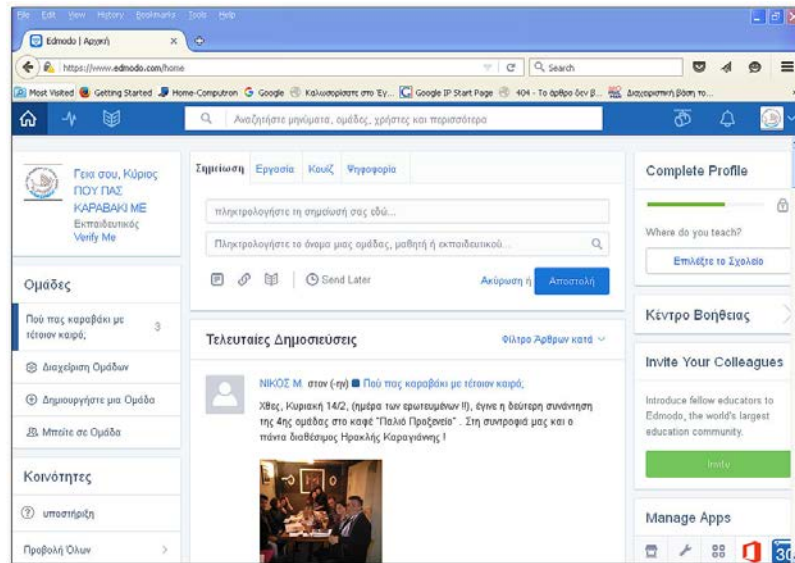 File Edit View History Bookmarks Tools Help
Edmodo | Αρχική
https://www.edmodo.com/home
Search
Most Visited Getting Started Home-Computron Google Καλωσορίσατε στο Έγ... Google IP Start Page 404 - Το άρθρο δεν β... Διαχειριστική βάση το...
Αναζητήστε μηνύματα, ομάδες, χρήστες και περισσότερα
Γεια σου, Κύριος
ΠΟΥ ΠΑΣ
ΚΑΡΑΒΑΚΙ ΜΕ
Εκπαιδευτικός
Verify Me
Ομάδες
Πού πας καραβάκι με
τέτοιον καιρό; 3
Διαχείριση Ομάδων
Δημιουργήστε μια Ομάδα
Μπείτε σε Ομάδα
Κοινότητες
υποστήριξη
Προβολή Όλων
Σημείωση Εργασία Κουίζ Ψηφοφορία
πληκτρολογήστε τη σημείωσή σας εδώ...
Πληκτρολογήστε το όνομα μιας ομάδας, μαθητή ή εκπαιδευτικού...
Send Later Ακύρωση ή Αποστολή
Τελευταίες Δημοσιεύσεις Φίλτρο Άρθρων κατά
ΝΙΚΟΣ Μ. στον (-ην) Πού πας καραβάκι με τέτοιον καιρό;
Χθες, Κυριακή 14/2, (ημέρα των ερωτευμένων !!), έγινε η δεύτερη συνάντηση
της 4ης ομάδας στο καφέ "Παλιό Προξενείο" . Στη συντροφιά μας και ο
πάντα διαθέσιμος Ηρακλής Καραγιάννης !
Complete Profile
Where do you teach?
Επιλέξτε το Σχολείο
Κέντρο Βοήθειας
Invite Your Colleagues
Introduce fellow educators to
Edmodo, the world's largest
education community.
Invite
Manage Apps
30